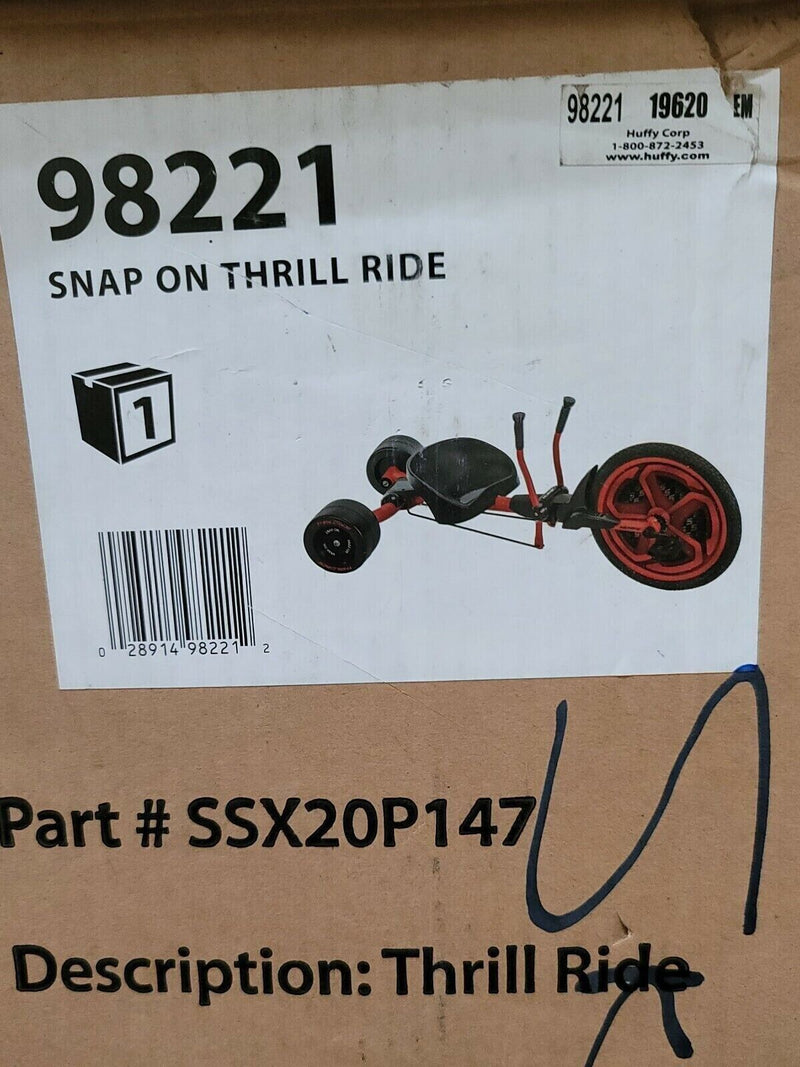 98221 19620 EM
Huffy Corp
1-800-872-2453
www.huffy.com
98221
SNAP ON THRILL RIDE
1
0 28914 98221 2
Part # SSX20P147
Description: Thrill Ride